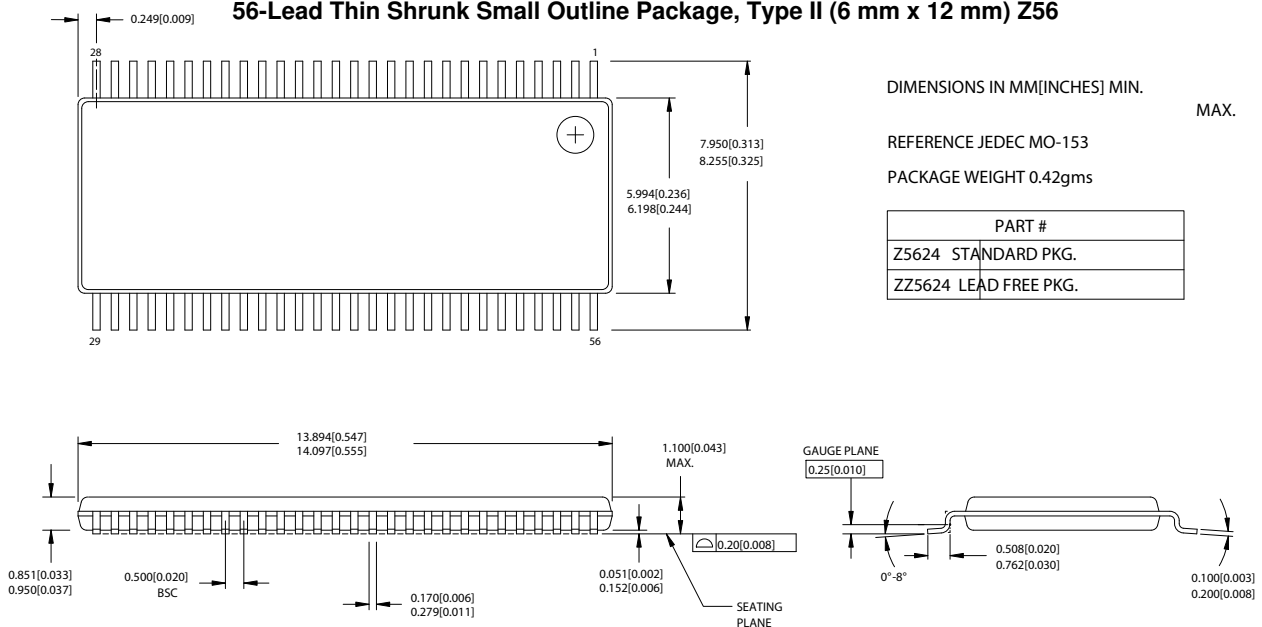 56-Lead Thin Shrunk Small Outline Package, Type II (6 mm x 12 mm) Z56
0.249[0.009]
28
1
DIMENSIONS IN MM[INCHES] MIN.
MAX.
REFERENCE JEDEC MO-153
PACKAGE WEIGHT 0.42gms
7.950[0.313]
8.255[0.325]
5.994[0.236]
6.198[0.244]
PART #
Z5624 STANDARD PKG.
ZZ5624 LEAD FREE PKG.
29
56
13.894[0.547]
14.097[0.555]
1.100[0.043]
MAX.
GAUGE PLANE
0.25[0.010]
0.20[0.008]
0.851[0.033]
0.950[0.037]
0.500[0.020]
BSC
0.170[0.006]
0.279[0.011]
0.051[0.002]
0.152[0.006]
SEATING
PLANE
0°-8°
0.508[0.020]
0.762[0.030]
0.100[0.003]
0.200[0.008]